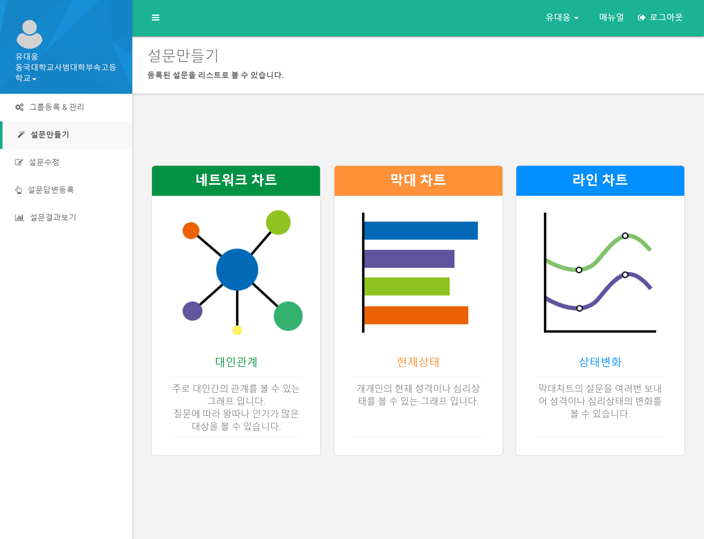 유대웅
동국대학교사범대학부속고등
학교
그룹등록 & 관리
설문만들기
설문수정
설문답변등록
설문결과보기
유대웅
매뉴얼
로그아웃
설문만들기
등록된 설문을 리스트로 볼 수 있습니다.
네트워크 차트
대인관계
주로 대인간의 관계를 볼 수 있는
그래프 입니다.
질문에 따라 왕따나 인기가 많은
대상을 볼 수 있습니다.
막대 차트
현재상태
개개인의 현재 성격이나 심리상
태를 볼 수 있는 그래프 입니다.
라인 차트
상태변화
막대차트의 설문을 여러번 보내
어 성격이나 심리상태의 변화를
볼 수 있습니다.